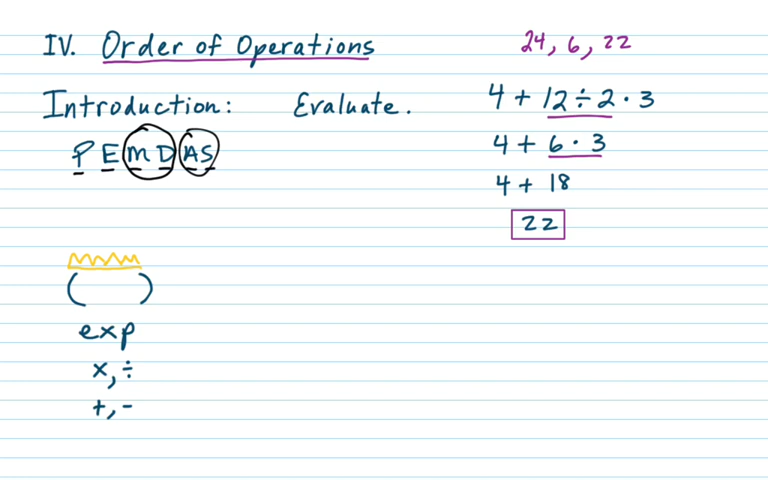 IV. Order of Operations
24, 6, 22
Introduction: Evaluate.
4 + 12 ÷ 2 · 3
P E M D A S
4 + 6 · 3
4 + 18
22
( )
exp
x, ÷
+, -